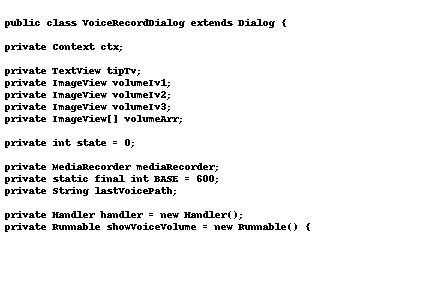 public class VoiceRecordDialog extends Dialog {
private Context ctx;
private TextView tipTv;
private ImageView volumeIv1;
private ImageView volumeIv2;
private ImageView volumeIv3;
private ImageView[] volumeArr;
private int state = 0;
private MediaRecorder mediaRecorder;
private static final int BASE = 600;
private String lastVoicePath;
private Handler handler = new Handler();
private Runnable showVoiceVolume = new Runnable() {